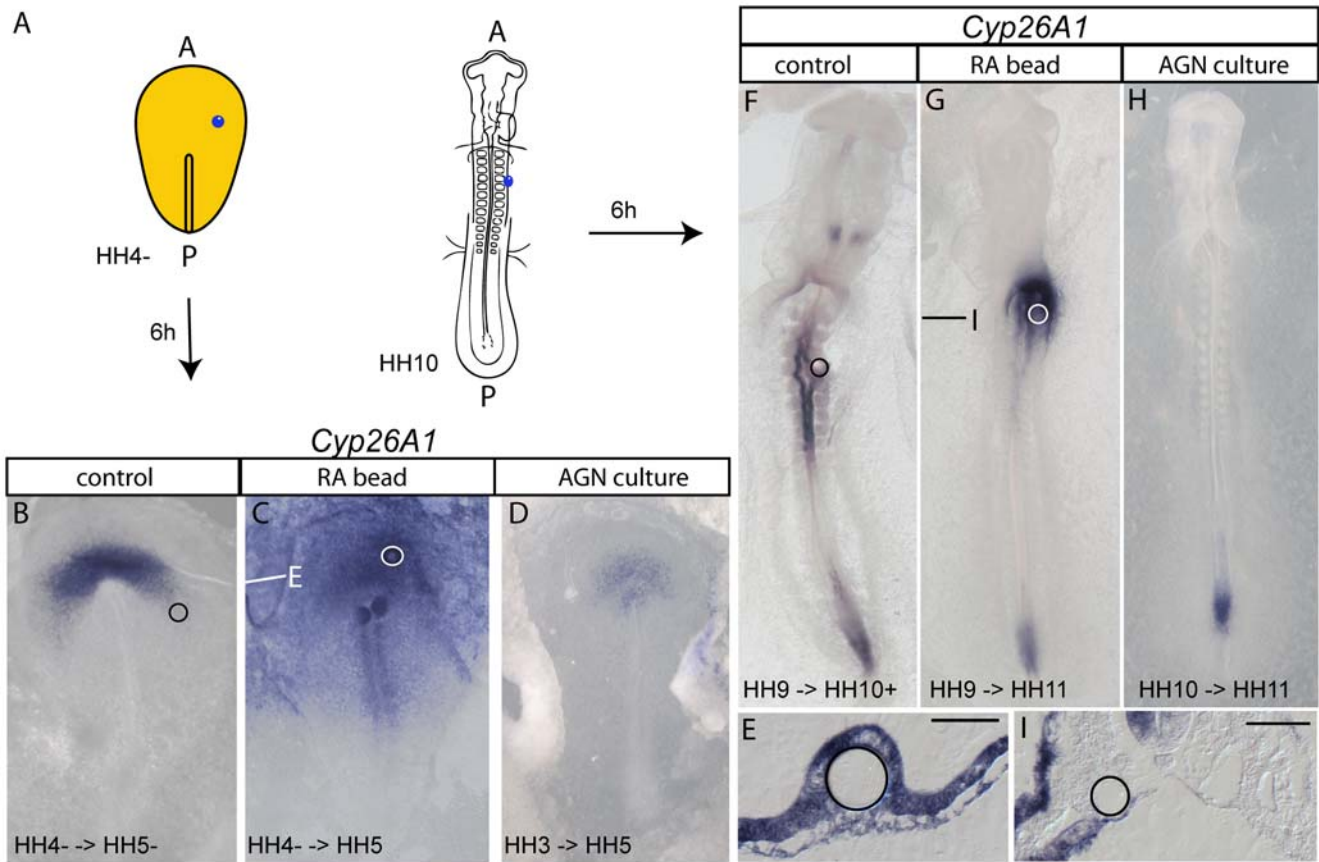 A
A
HH4-
P
6h
A
HH10
P
6h
Cyp26A1
control
RA bead
AGN culture
B
HH4- -> HH5-
C
E
HH4- -> HH5
D
HH3 -> HH5
Cyp26A1
control
RA bead
AGN culture
F
HH9 -> HH10+
G
I
HH9 -> HH11
H
HH10 -> HH11
E
I